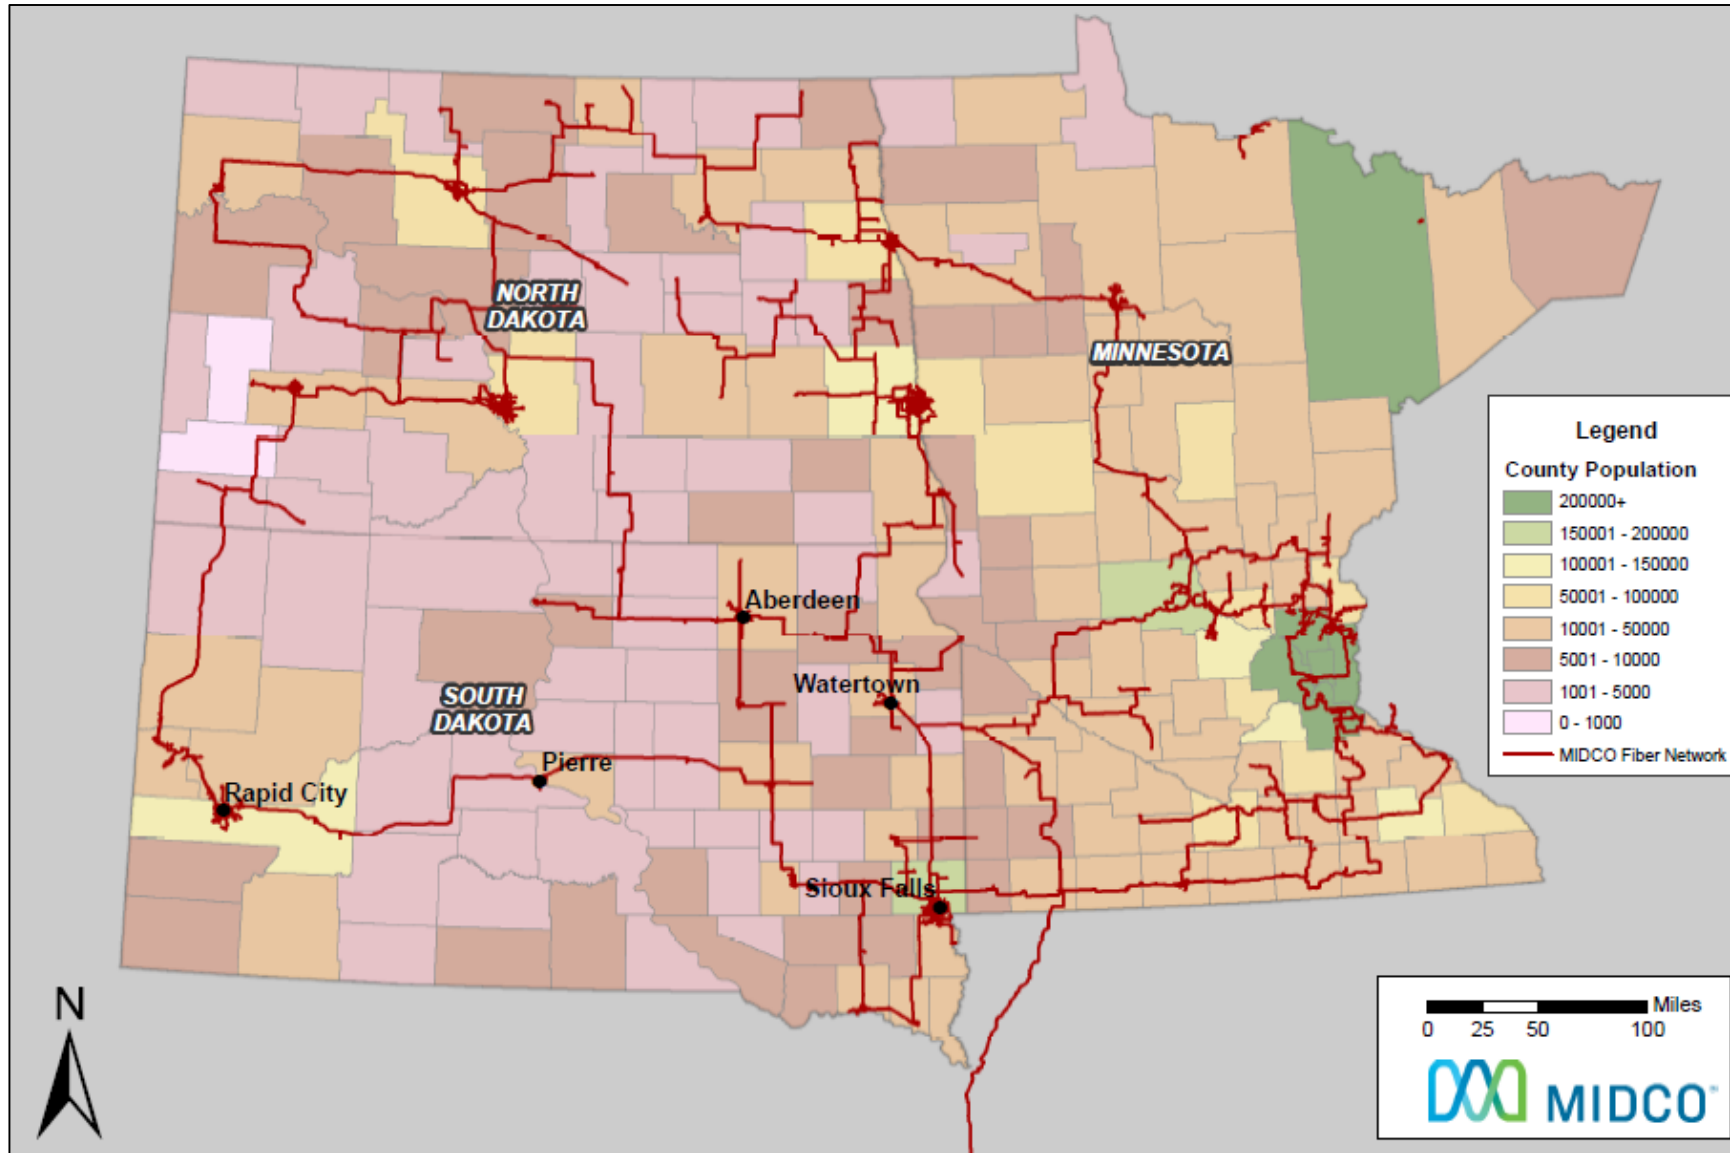 NORTH
DAKOTA
MINNESOTA
Aberdeen
Watertown
SOUTH
DAKOTA
Pierre
Rapid City
Sioux Falls
Legend
County Population
200000+
150001 - 200000
100001 - 150000
50001 - 100000
10001 - 50000
5001 - 10000
1001 - 5000
0 - 1000
MIDCO Fiber Network
N
Miles
0 25 50 100
MIDCO